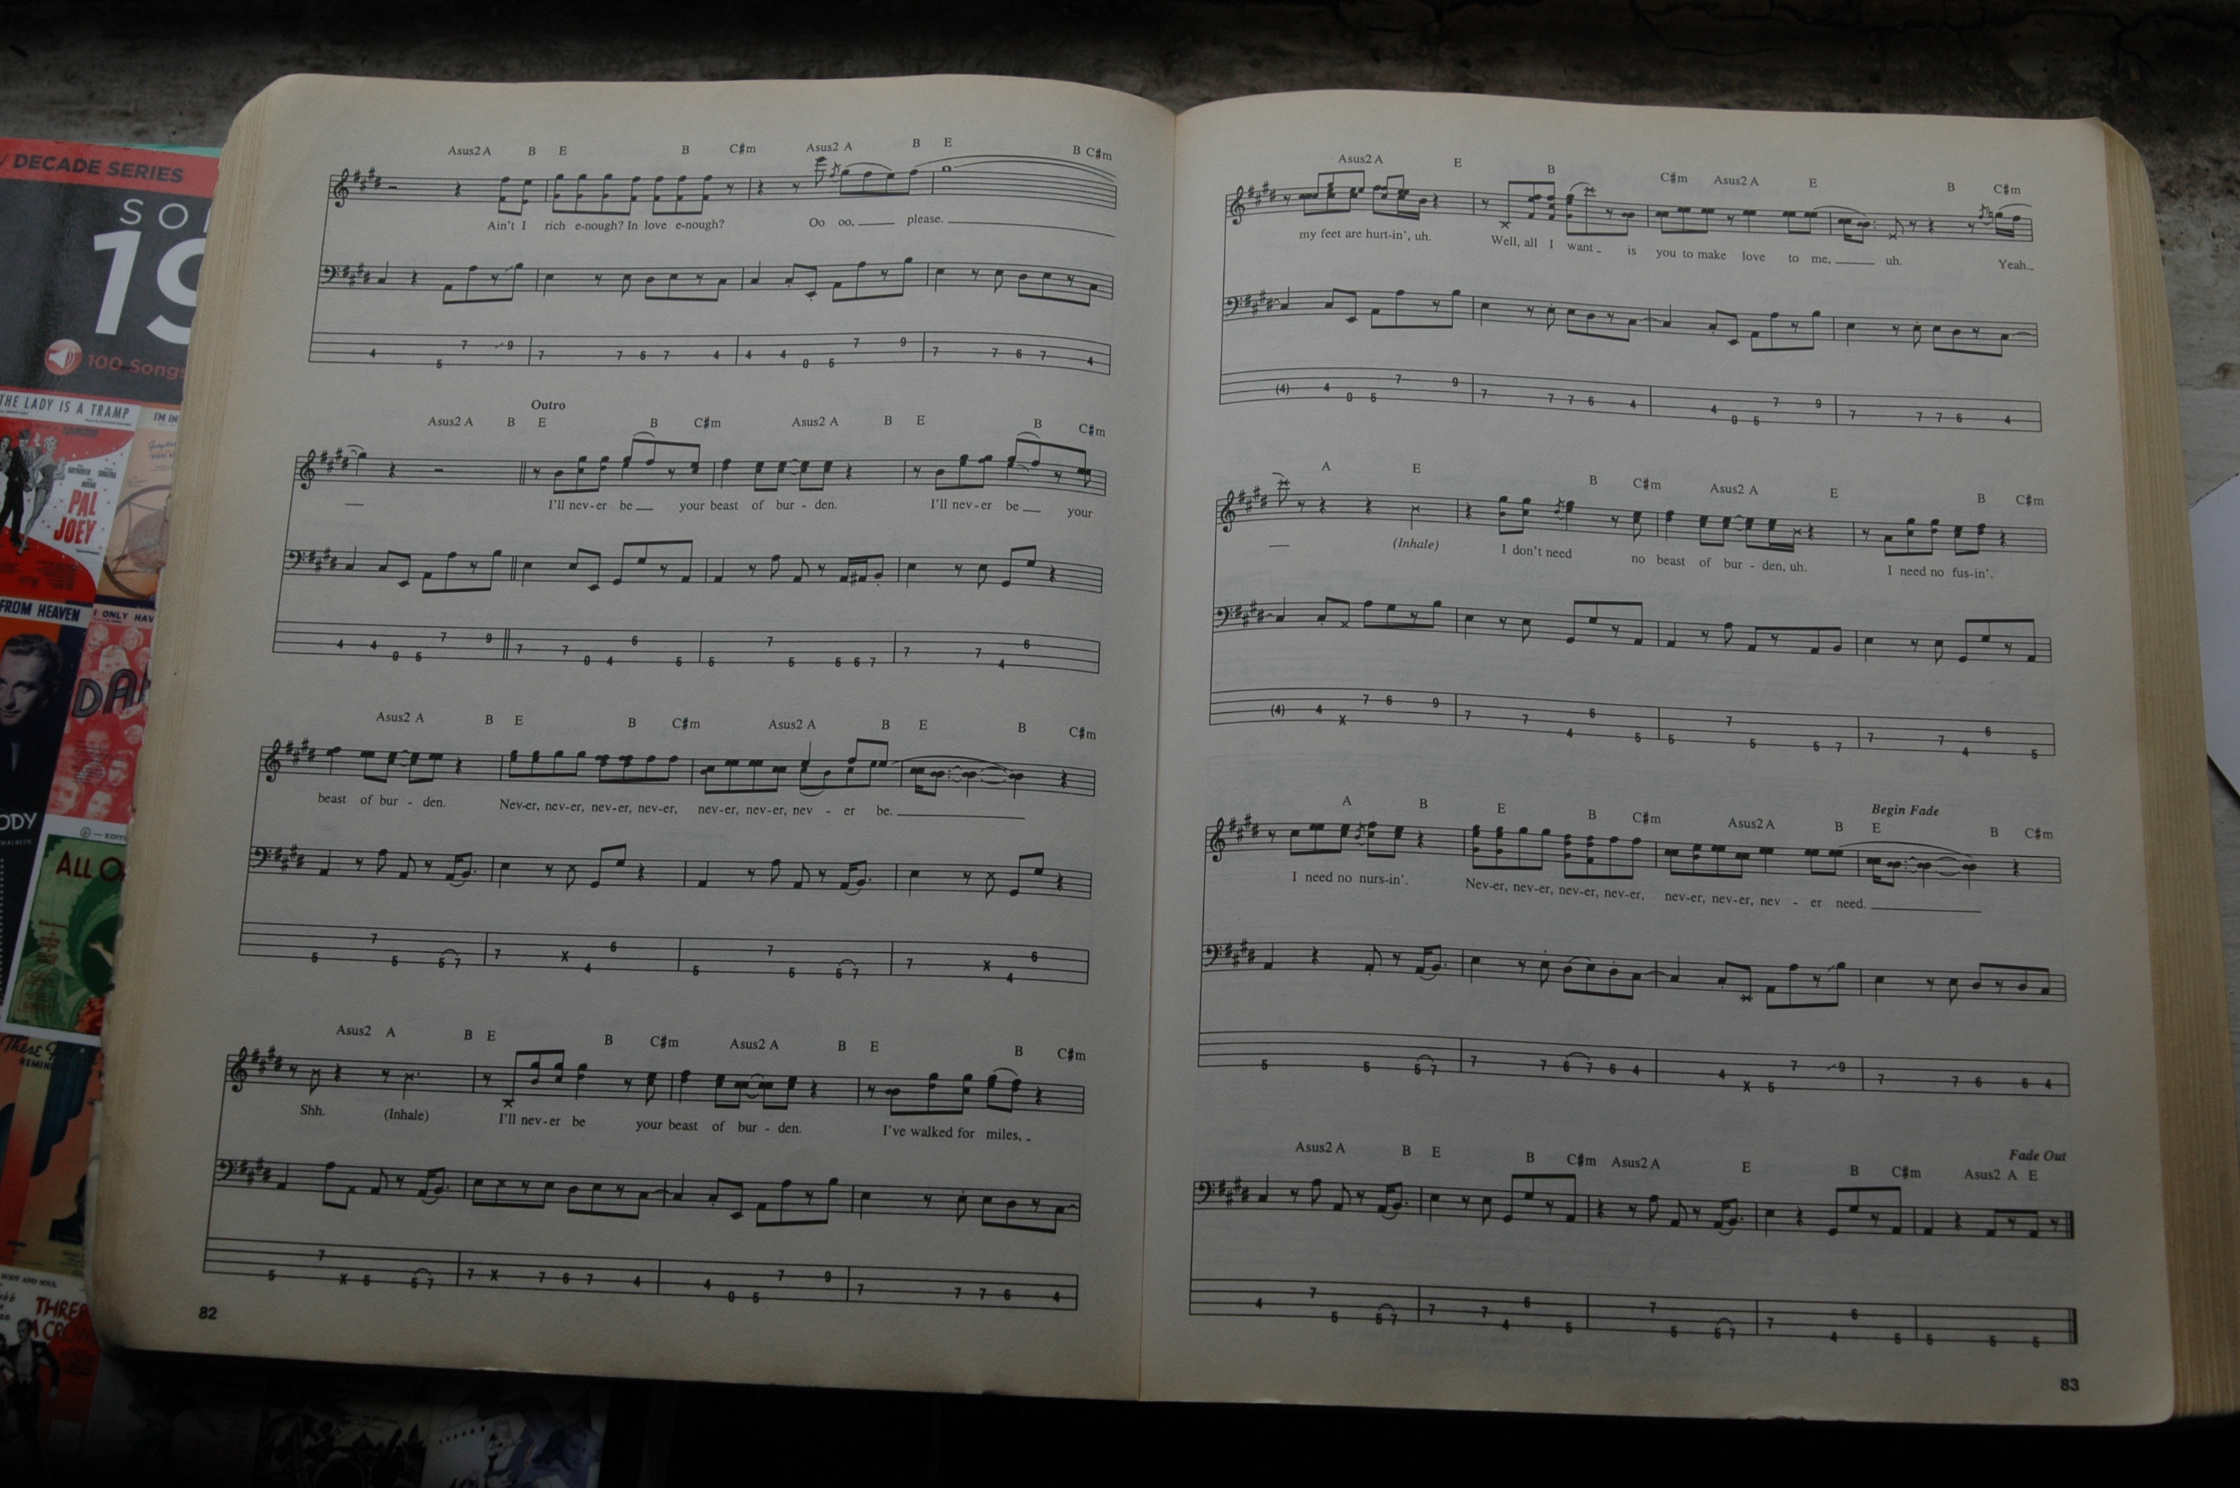 DECADE SERIES
100 Songs
THE LADY IS A TRAMP
PAL
JOEY
FROM HEAVEN
I ONLY
THREE
Asus2 A B E B C#m Asus2 A B E B C#m
Ain't I rich e-nough? In love e-nough? Oo oo, please.
4 5 7 9 7 7 6 7 4 4 4 0 5 7 9 7 7 6 7 4
Outro
Asus2 A B E B C#m Asus2 A B E B C#m
I'll nev-er be your beast of bur - den. I'll nev-er be your
4 4 0 5 7 9 7 7 0 4 6 5 5 7 5 5 6 7 7 7 4 6
Asus2 A B E B C#m Asus2 A B E B C#m
beast of bur - den. Nev-er, nev-er, nev-er, nev-er, nev-er, nev-er, nev - er be.
5 7 5 5 7 7 X 4 6 5 7 5 5 7 7 X 4 6
Asus2 A B E B C#m Asus2 A B E B C#m
Shh. (Inhale) I'll nev-er be your beast of bur - den. I've walked for miles,
5 7 X 5 5 7 7 X 7 6 7 4 4 0 5 7 9 7 7 7 6 4
82
Asus2 A E B C#m Asus2 A E B C#m
my feet are hurt-in', uh. Well, all I want is you to make love to me, uh. Yeah.
(4) 4 0 5 7 9 7 7 7 6 4 4 0 5 7 9 7 7 7 6 4
A E B C#m Asus2 A E B C#m
(Inhale) I don't need no beast of bur - den, uh. I need no fus-in'.
(4) 4 X 7 6 9 7 7 4 6 5 5 7 5 5 7 7 7 4 6 5
Begin Fade
A B E B C#m Asus2 A B E B C#m
I need no nurs-in'. Nev-er, nev-er, nev-er, nev-er, nev-er, nev-er, nev - er need.
5 5 5 7 7 7 6 7 6 4 4 X 5 7 9 7 7 6 6 4
Fade Out
Asus2 A B E B C#m Asus2 A E B C#m Asus2 A E
4 7 5 5 7 7 7 4 6 5 7 5 5 7 7 4 6 5 5 5 5
83